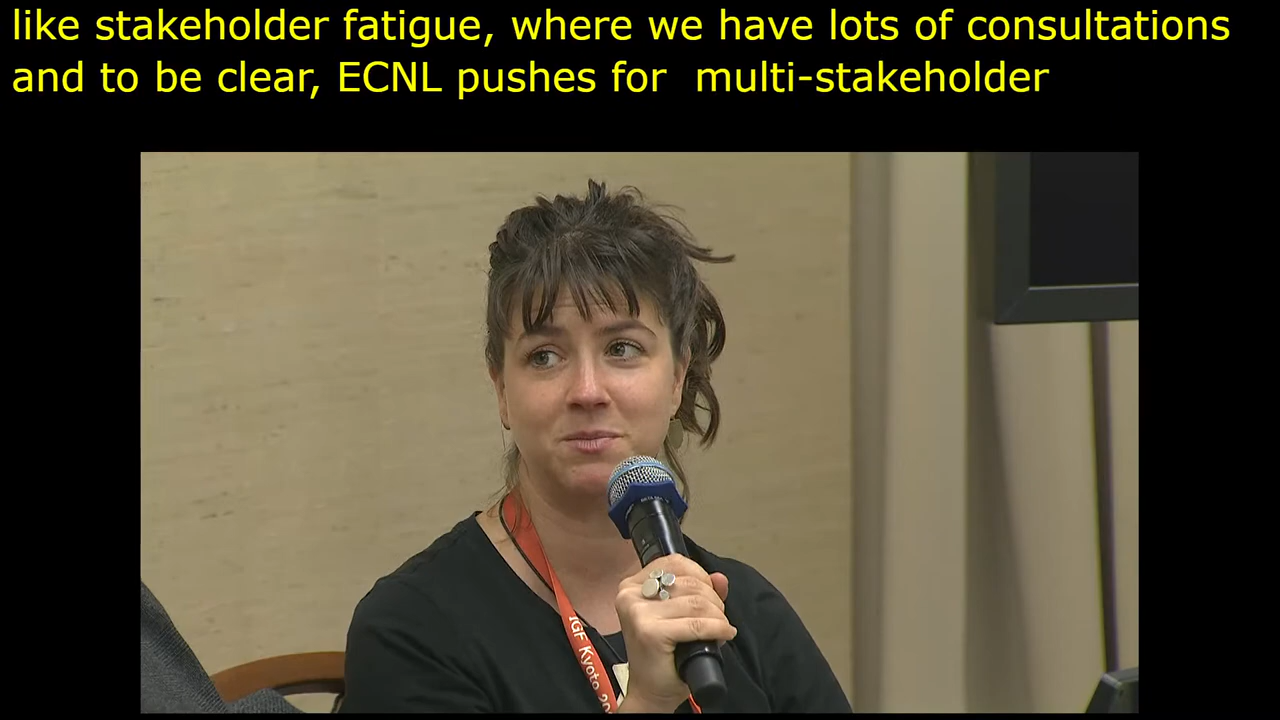 like stakeholder fatigue, where we have lots of consultations
and to be clear, ECNL pushes for  multi-stakeholder
IGF Kyoto 20